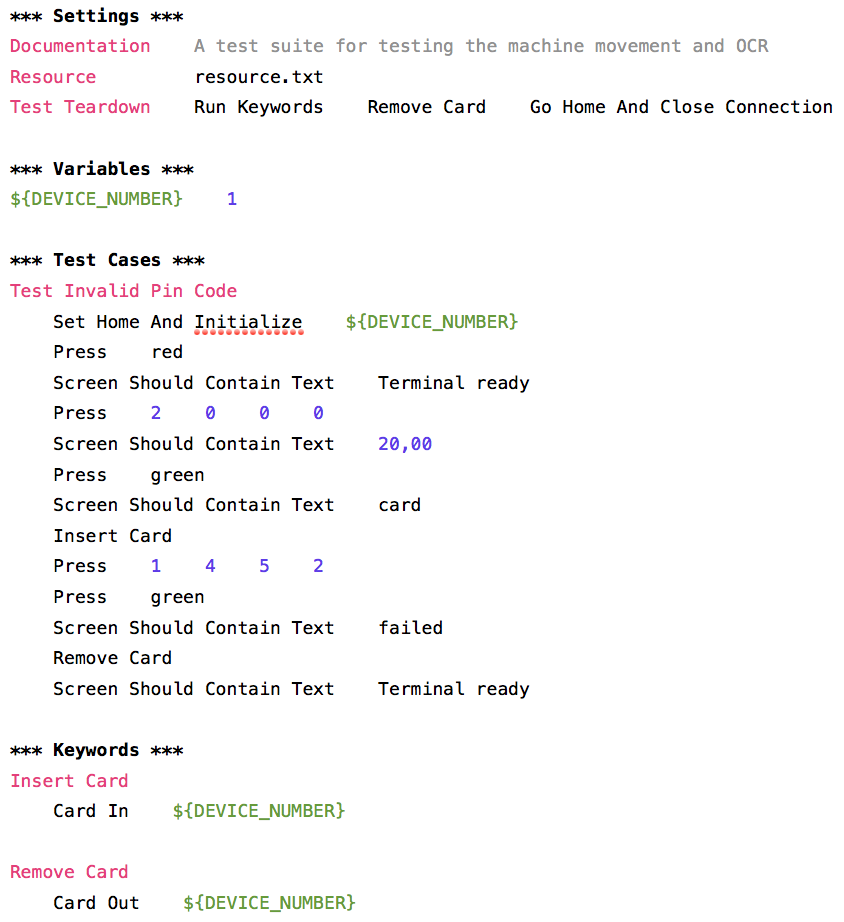 *** Settings ***
Documentation    A test suite for testing the machine movement and OCR
Resource         resource.txt
Test Teardown    Run Keywords    Remove Card    Go Home And Close Connection
*** Variables ***
${DEVICE_NUMBER}    1
*** Test Cases ***
Test Invalid Pin Code
    Set Home And Initialize    ${DEVICE_NUMBER}
    Press    red
    Screen Should Contain Text    Terminal ready
    Press    2    0    0    0
    Screen Should Contain Text    20,00
    Press    green
    Screen Should Contain Text    card
    Insert Card
    Press    1    4    5    2
    Press    green
    Screen Should Contain Text    failed
    Remove Card
    Screen Should Contain Text    Terminal ready
*** Keywords ***
Insert Card
    Card In    ${DEVICE_NUMBER}
Remove Card
    Card Out    ${DEVICE_NUMBER}